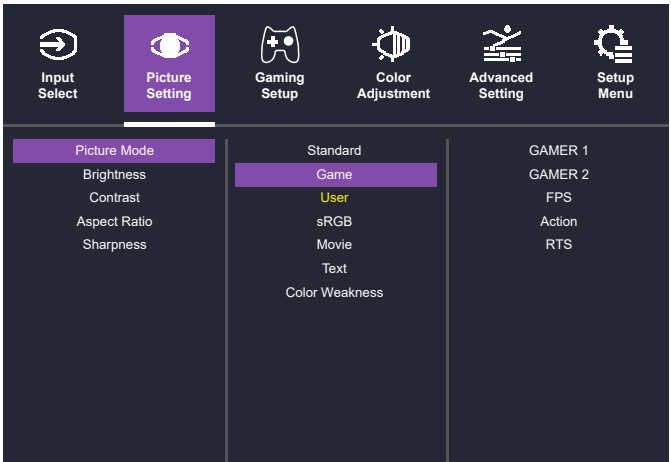 Input
Select
Picture
Setting
Gaming
Setup
Color
Adjustment
Advanced
Setting
Setup
Menu
Picture Mode
Brightness
Contrast
Aspect Ratio
Sharpness
Standard
Game
User
sRGB
Movie
Text
Color Weakness
GAMER 1
GAMER 2
FPS
Action
RTS